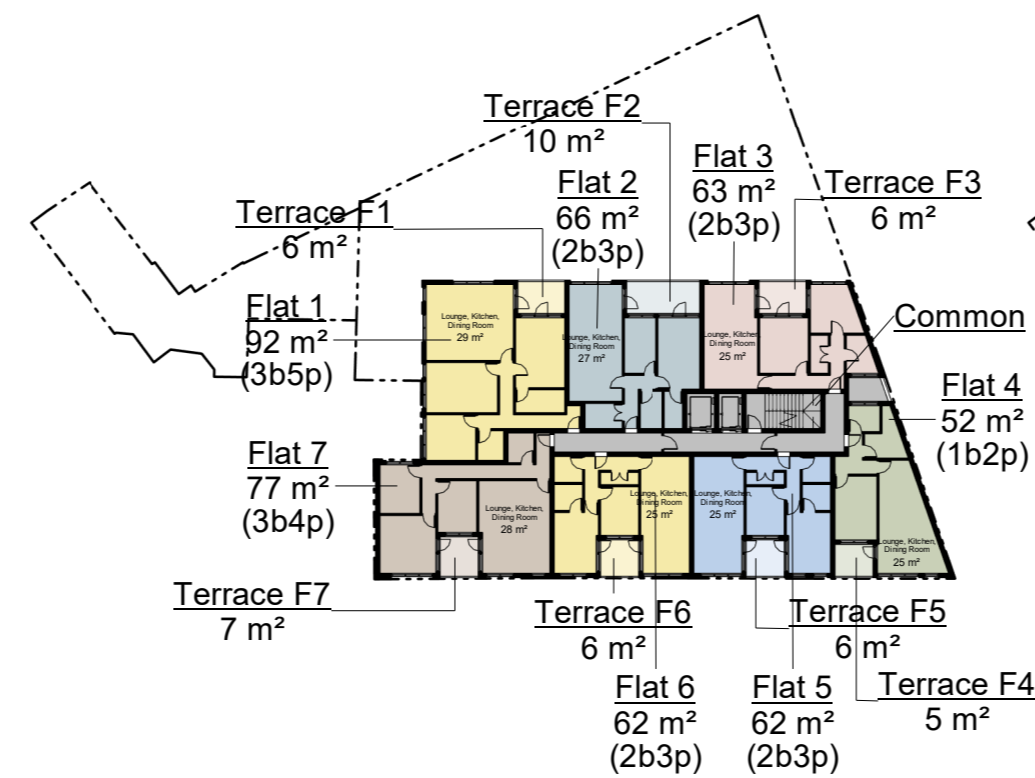 Terrace F2
10 m²
Flat 3
63 m²
(2b3p)
Flat 2
66 m²
(2b3p)
Terrace F3
6 m²
Terrace F1
6 m²
Flat 1
92 m²
(3b5p)
Common
Lounge, Kitchen,
Dining Room
29 m²
Lounge, Kitchen,
Dining Room
27 m²
Lounge, Kitchen,
Dining Room
25 m²
Flat 4
52 m²
(1b2p)
Flat 7
77 m²
(3b4p)
Lounge, Kitchen,
Dining Room
28 m²
Lounge, Kitchen,
Dining Room
25 m²
Lounge, Kitchen,
Dining Room
25 m²
Lounge, Kitchen,
Dining Room
25 m²
Terrace F7
7 m²
Terrace F6
6 m²
Terrace F5
6 m²
Flat 6
62 m²
(2b3p)
Flat 5
62 m²
(2b3p)
Terrace F4
5 m²